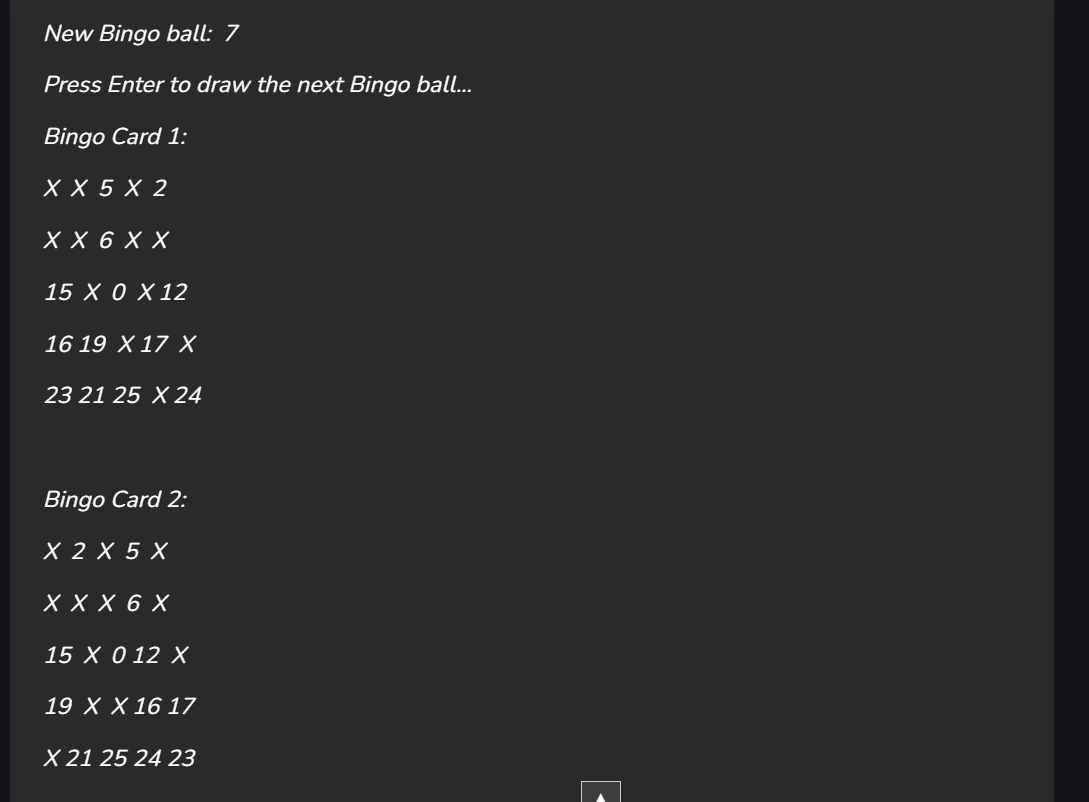 New Bingo ball: 7
Press Enter to draw the next Bingo ball...
Bingo Card 1:
X X 5 X 2
X X 6 X X
15 X 0 X 12
16 19 X 17 X
23 21 25 X 24
Bingo Card 2:
X 2 X 5 X
X X X 6 X
15 X 0 12 X
19 X X 16 17
X 21 25 24 23